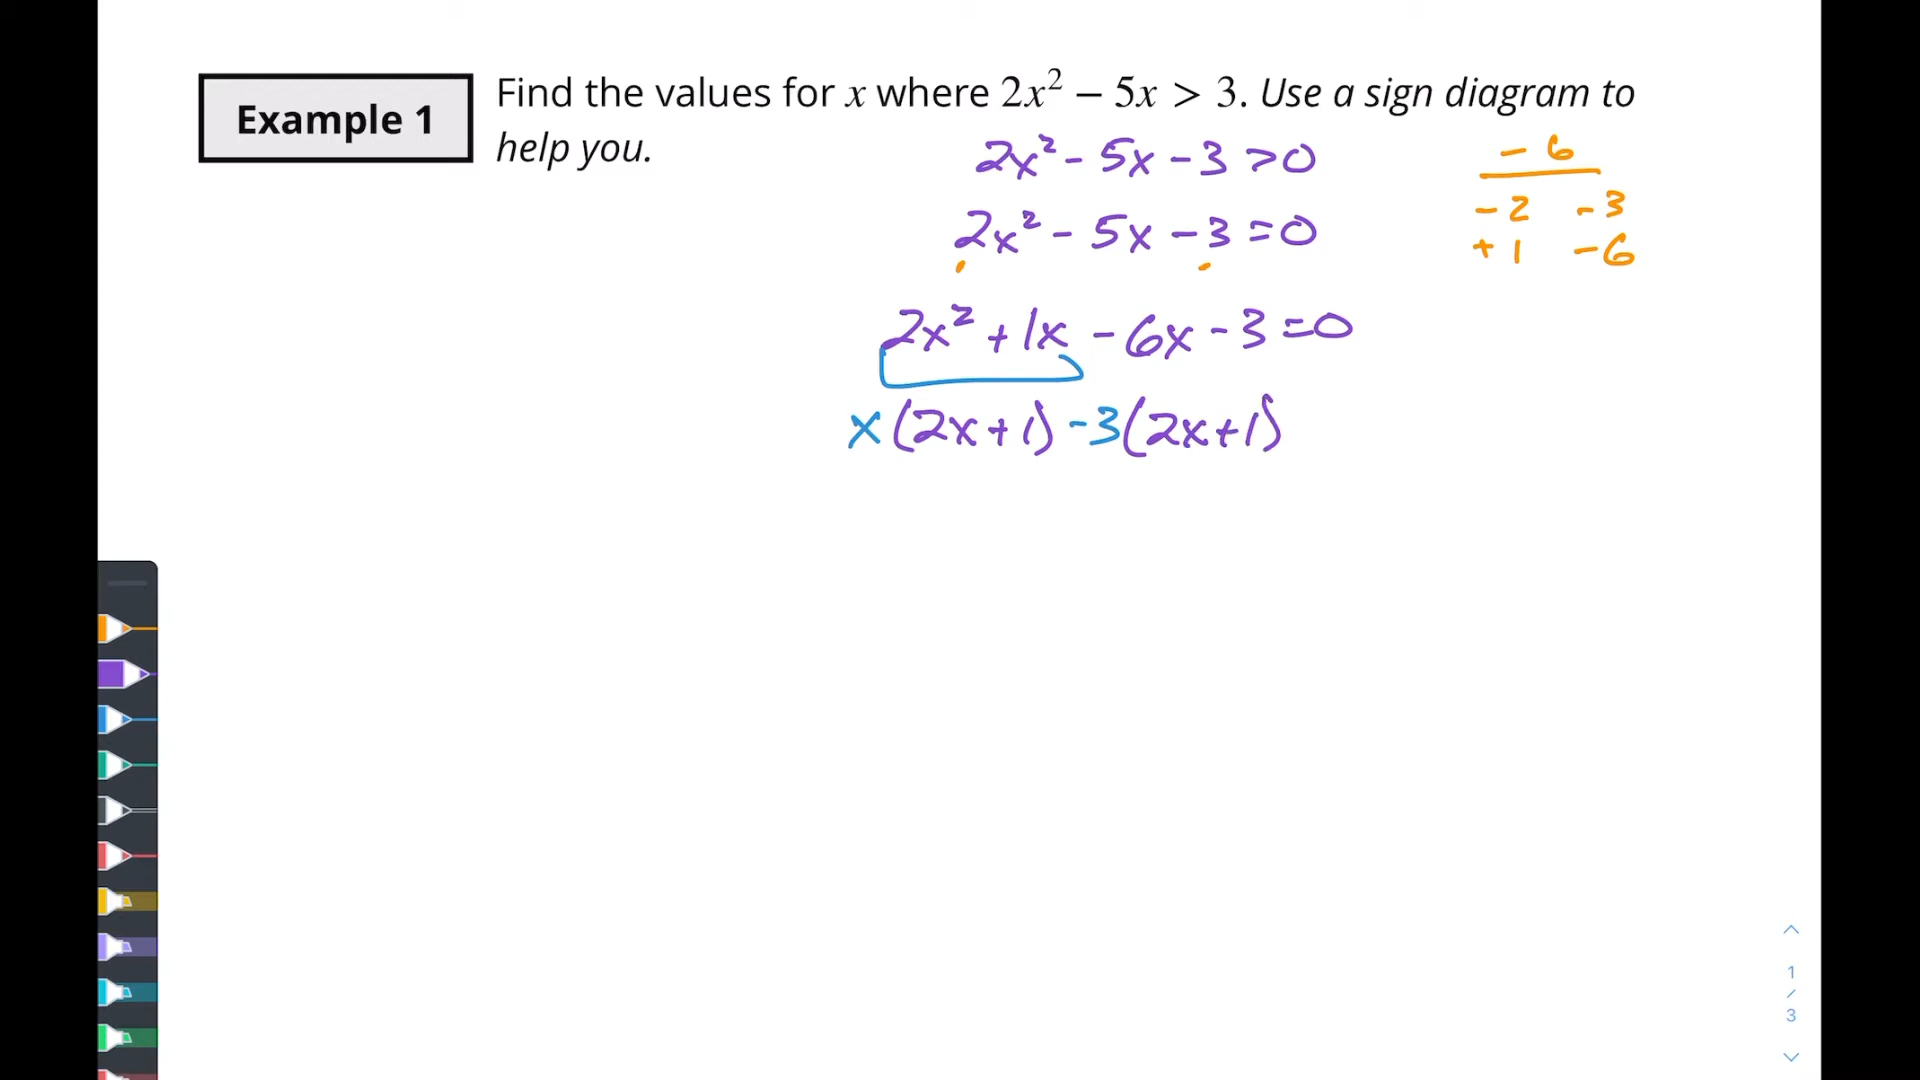 Example 1
Find the values for x where 2x² − 5x > 3. Use a sign diagram to
help you.
2x² - 5x - 3 > 0
2x² - 5x - 3 = 0
- 6
- 2 - 3
+ 1 - 6
2x² + 1x - 6x - 3 = 0
x(2x+1) -3(2x+1)
1
/
3